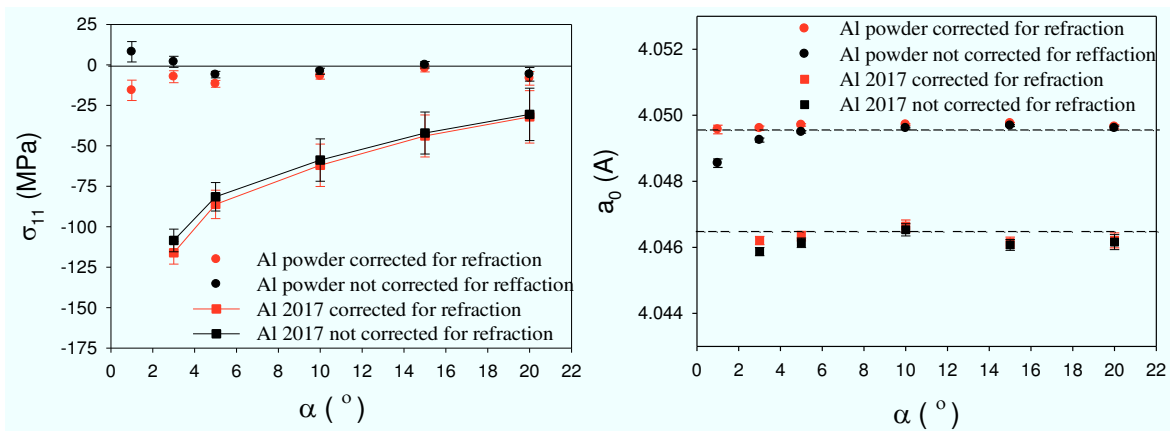 25
0
-25
-50
-75
-100
-125
-150
-175
σ11 (MPa)
Al powder corrected for refraction
Al powder not corrected for reffraction
Al 2017 corrected for refraction
Al 2017 not corrected for refraction
0 2 4 6 8 10 12 14 16 18 20 22
α ( o)
4.052
4.050
4.048
4.046
4.044
a0 (A)
Al powder corrected for refraction
Al powder not corrected for reffraction
Al 2017 corrected for refraction
Al 2017 not corrected for refraction
0 2 4 6 8 10 12 14 16 18 20 22
α ( o)